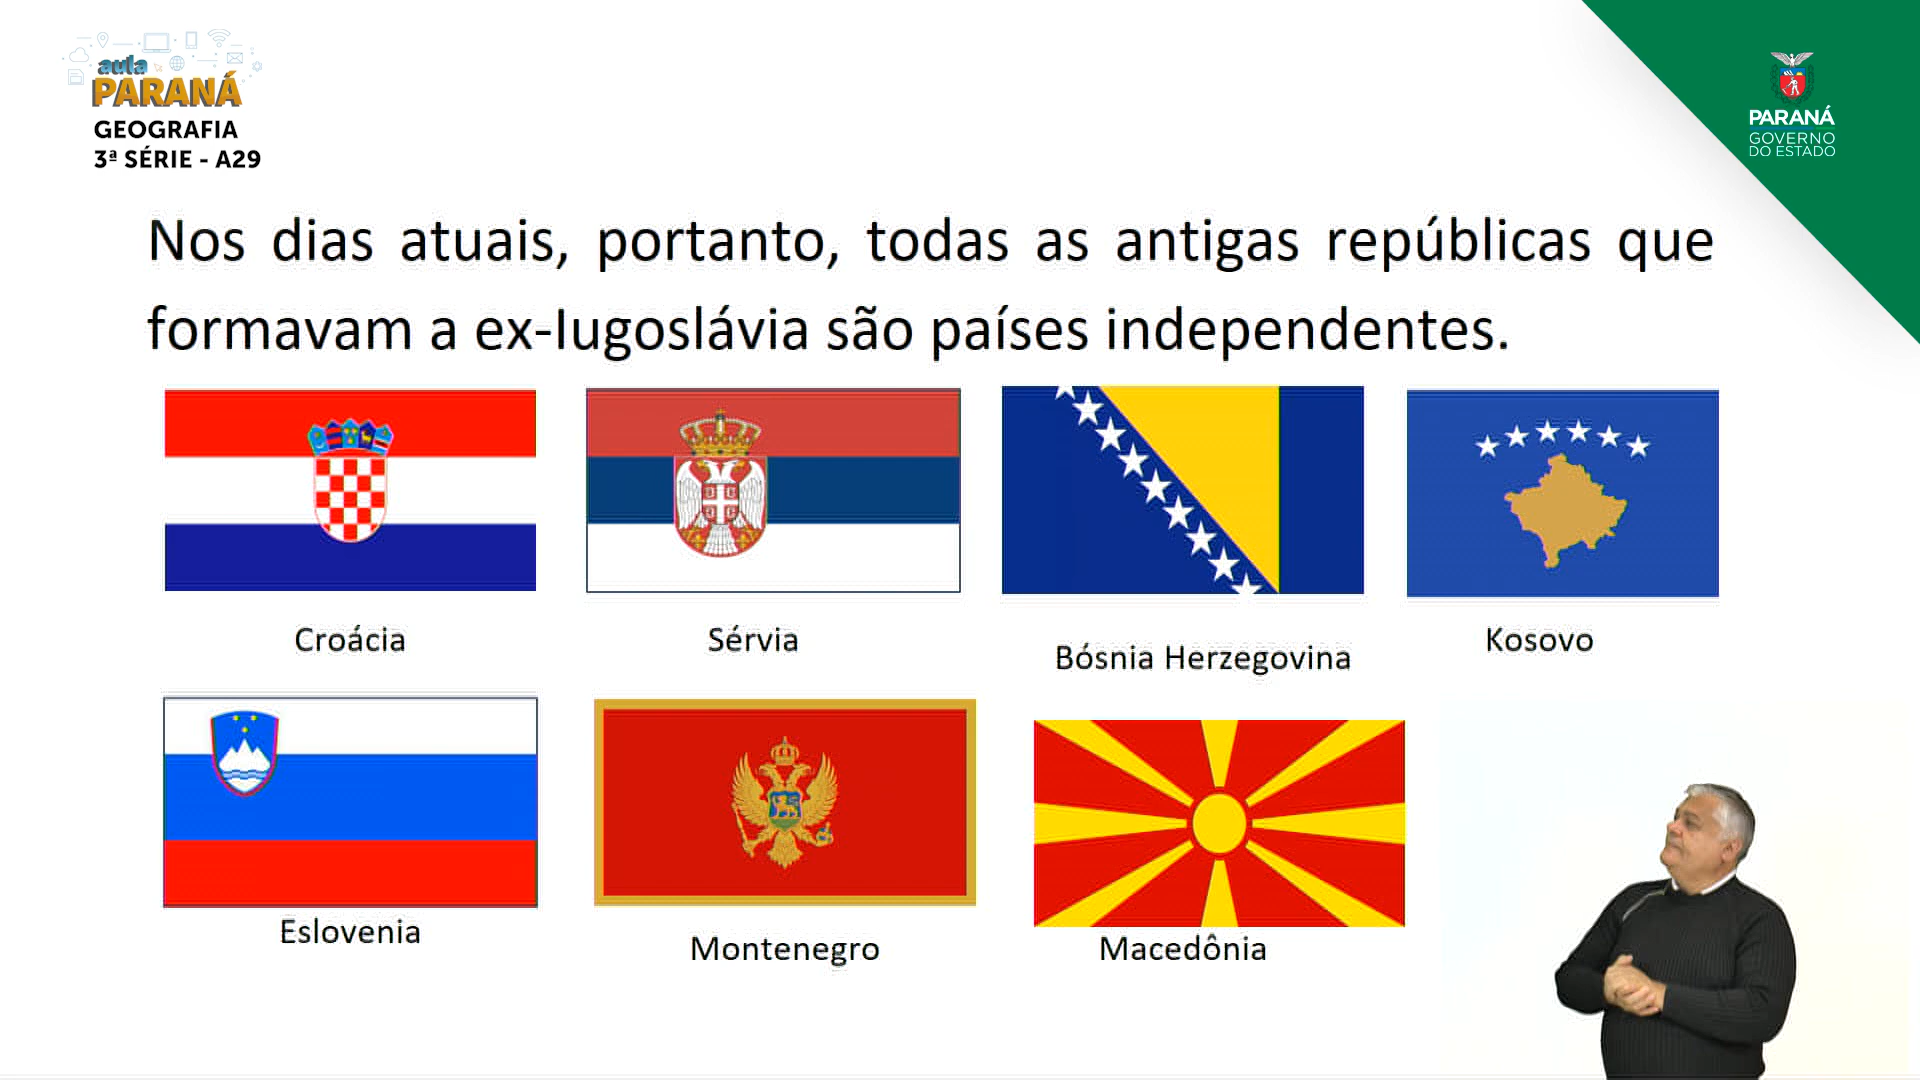 aula
PARANÁ
GEOGRAFIA
3ª SÉRIE - A29
PARANÁ
GOVERNO
DO ESTADO
Nos dias atuais, portanto, todas as antigas repúblicas que
formavam a ex-Iugoslávia são países independentes.
Croácia
Sérvia
Bósnia Herzegovina
Kosovo
Eslovenia
Montenegro
Macedônia